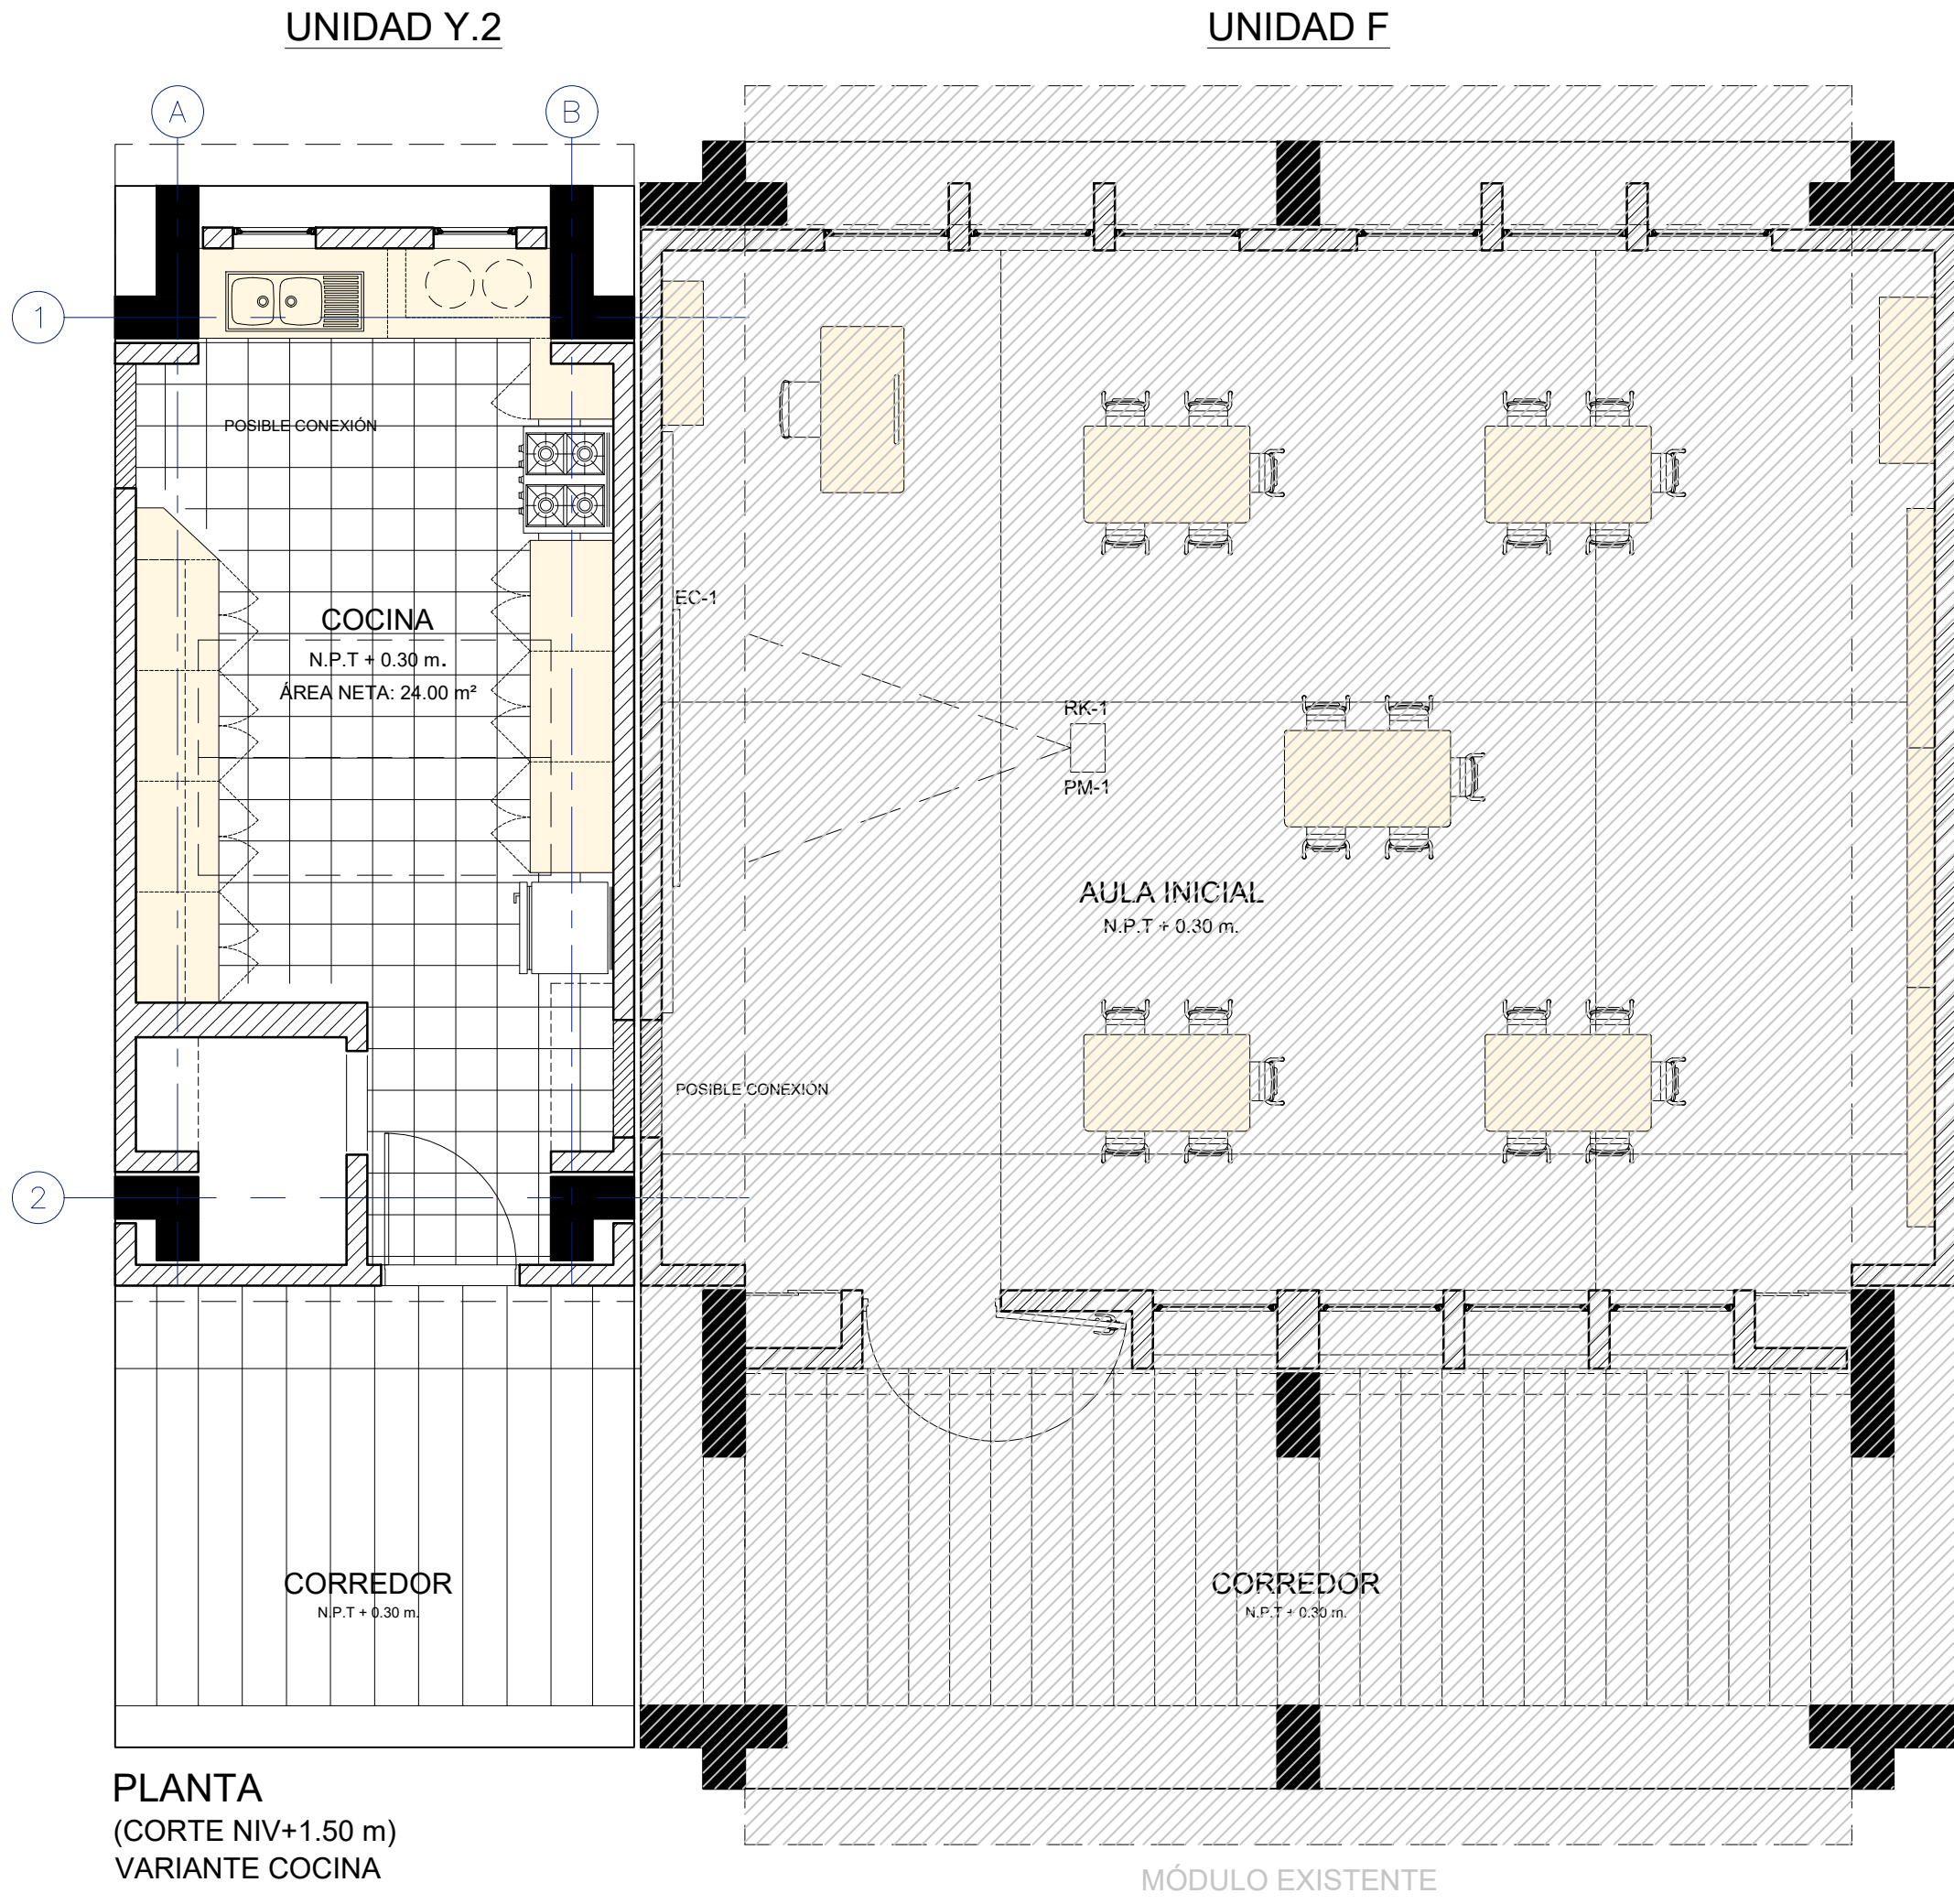 UNIDAD Y.2
UNIDAD F
A
B
1
POSIBLE CONEXIÓN
EC-1
COCINA
N.P.T + 0.30 m.
ÁREA NETA: 24.00 m²
RK-1
PM-1
AULA INICIAL
N.P.T + 0.30 m.
POSIBLE CONEXIÓN
2
CORREDOR
N.P.T + 0.30 m.
CORREDOR
N.P.T + 0.30 m.
PLANTA
(CORTE NIV+1.50 m)
VARIANTE COCINA
MÓDULO EXISTENTE